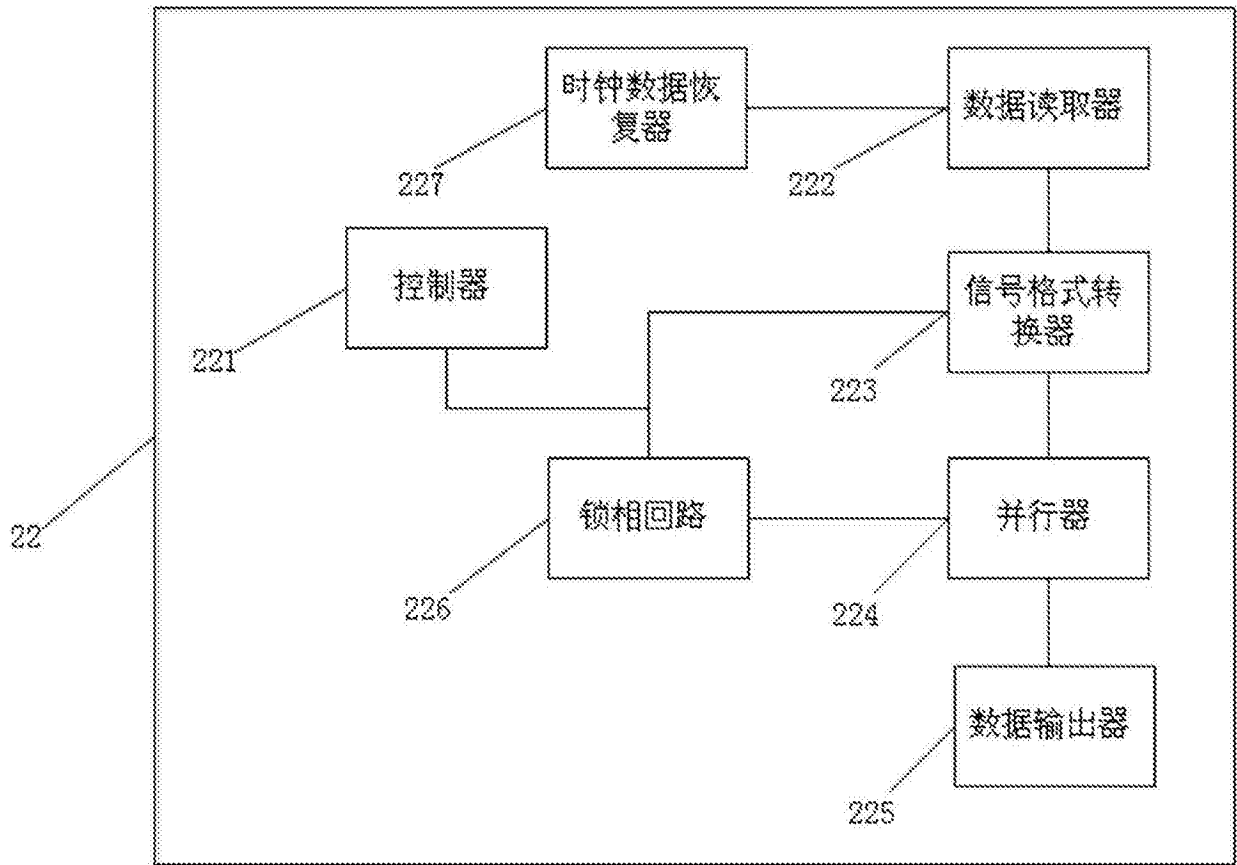 时钟数据恢
复器
数据读取器
227
222
控制器
信号格式转
换器
221
223
锁相回路
并行器
22
226
224
数据输出器
225